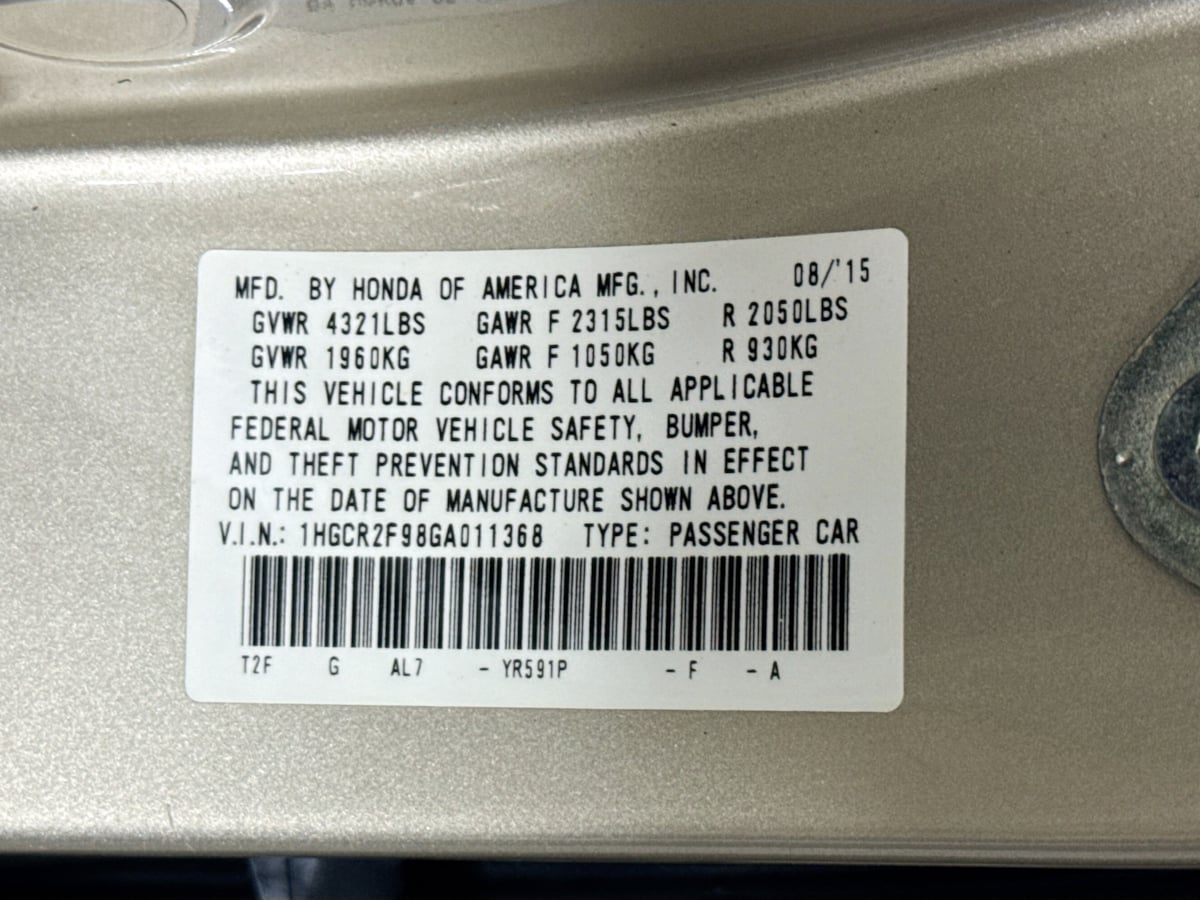 MFD. BY HONDA OF AMERICA MFG., INC. 08/'15
GVWR 4321LBS GAWR F 2315LBS R 2050LBS
GVWR 1960KG GAWR F 1050KG R 930KG
THIS VEHICLE CONFORMS TO ALL APPLICABLE
FEDERAL MOTOR VEHICLE SAFETY, BUMPER,
AND THEFT PREVENTION STANDARDS IN EFFECT
ON THE DATE OF MANUFACTURE SHOWN ABOVE.
V.I.N.: 1HGCR2F98GA011368 TYPE: PASSENGER CAR
T2F G AL7 - YR591P - F - A